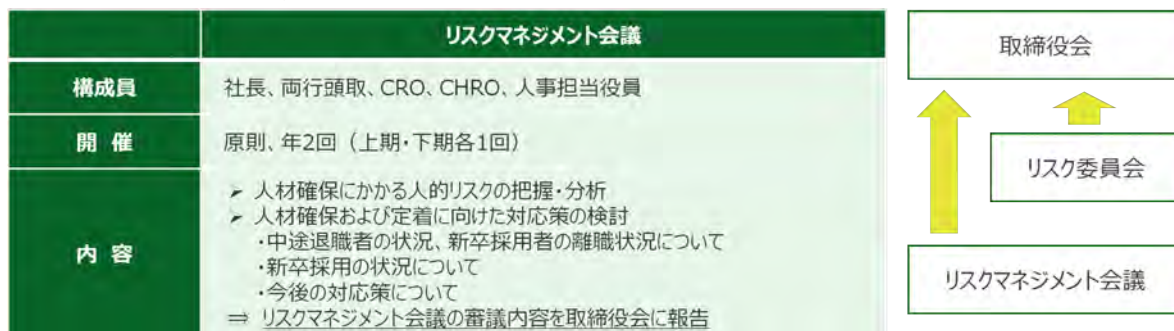 リスクマネジメント会議
構成員
社長、両行頭取、CRO、CHRO、人事担当役員
開 催
原則、年2回（上期・下期各1回）
内 容
➢ 人材確保にかかる人的リスクの把握・分析
➢ 人材確保および定着に向けた対応策の検討
・中途退職者の状況、新卒採用者の離職状況について
・新卒採用の状況について
・今後の対応策について
⇒ リスクマネジメント会議の審議内容を取締役会に報告
取締役会
リスク委員会
リスクマネジメント会議